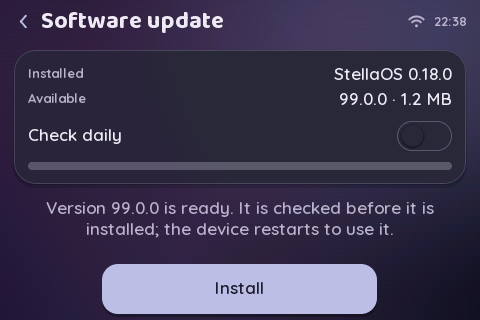 Software update
22:38
Installed
StellaOS 0.18.0
Available
99.0.0 · 1.2 MB
Check daily
Version 99.0.0 is ready. It is checked before it is
installed; the device restarts to use it.
Install